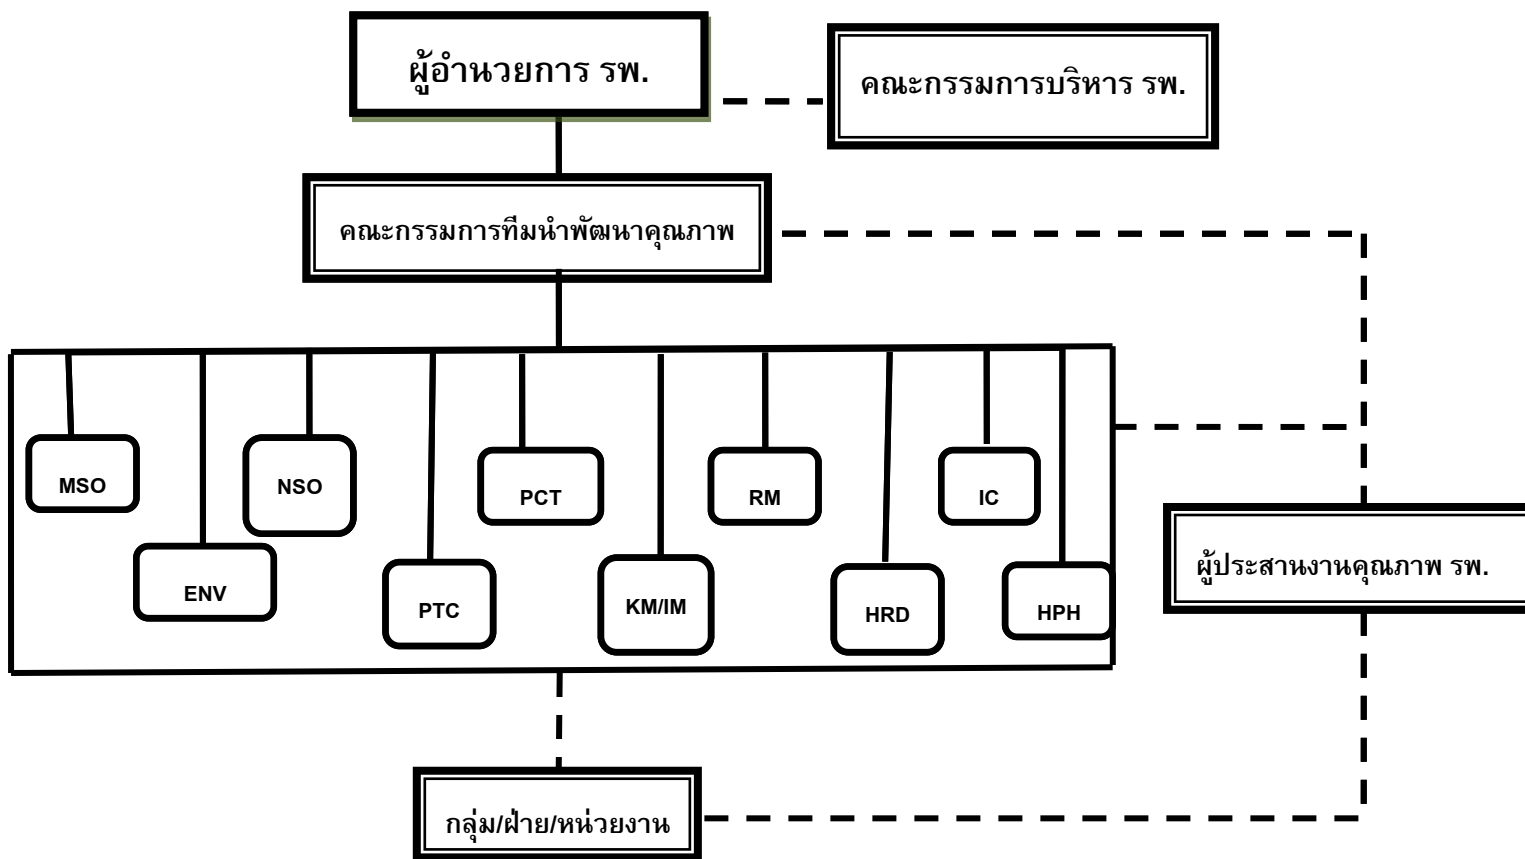 ผู้อำนวยการ รพ.
คณะกรรมการบริหาร รพ.
คณะกรรมการทีมนำพัฒนาคุณภาพ
MSO
NSO
PCT
RM
IC
ENV
PTC
KM/IM
HRD
HPH
ผู้ประสานงานคุณภาพ รพ.
กลุ่ม/ฝ่าย/หน่วยงาน